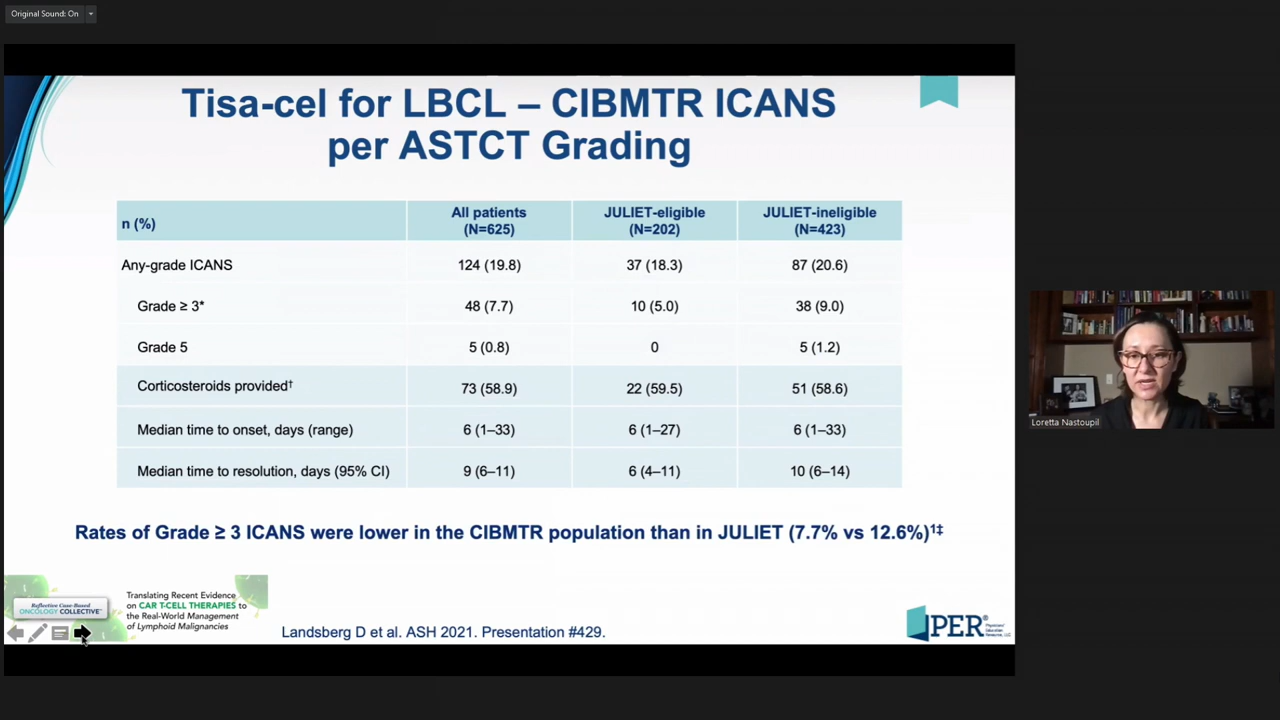 Original Sound: On
Tisa-cel for LBCL – CIBMTR ICANS
per ASTCT Grading
n (%)
All patients
(N=625)
JULIET-eligible
(N=202)
JULIET-ineligible
(N=423)
Any-grade ICANS 124 (19.8) 37 (18.3) 87 (20.6)
Grade ≥ 3* 48 (7.7) 10 (5.0) 38 (9.0)
Grade 5 5 (0.8) 0 5 (1.2)
Corticosteroids provided† 73 (58.9) 22 (59.5) 51 (58.6)
Median time to onset, days (range) 6 (1–33) 6 (1–27) 6 (1–33)
Median time to resolution, days (95% CI) 9 (6–11) 6 (4–11) 10 (6–14)
Rates of Grade ≥ 3 ICANS were lower in the CIBMTR population than in JULIET (7.7% vs 12.6%)¹‡
Reflective Case-Based
ONCOLOGY COLLECTIVE™
Translating Recent Evidence
on CAR T-CELL THERAPIES to
the Real-World Management
of Lymphoid Malignancies
Landsberg D et al. ASH 2021. Presentation #429.
PER®
Physicians'
Education
Resource, LLC
Loretta Nastoupil